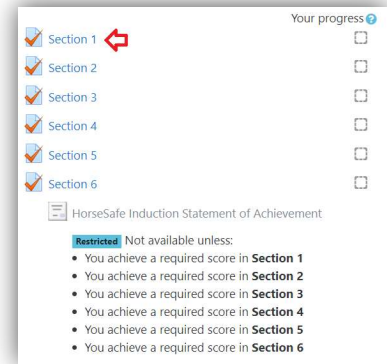 Your progress ?
Section 1
Section 2
Section 3
Section 4
Section 5
Section 6
HorseSafe Induction Statement of Achievement
Restricted Not available unless:
• You achieve a required score in Section 1
• You achieve a required score in Section 2
• You achieve a required score in Section 3
• You achieve a required score in Section 4
• You achieve a required score in Section 5
• You achieve a required score in Section 6